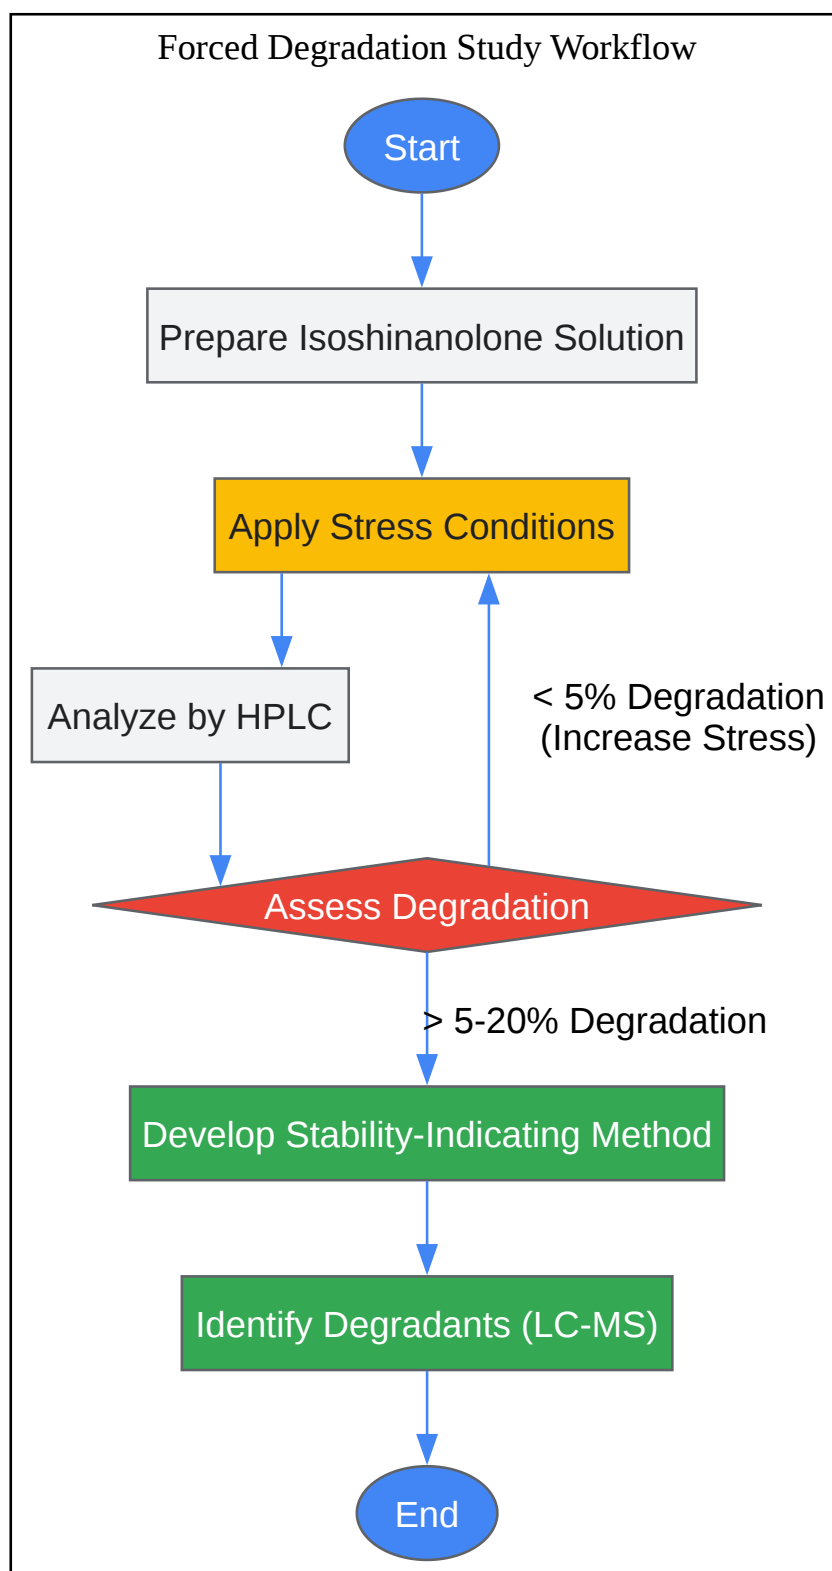 Forced Degradation Study Workflow
Start
Prepare Isoshinanolone Solution
Apply Stress Conditions
Analyze by HPLC
< 5% Degradation
(Increase Stress)
Assess Degradation
> 5-20% Degradation
Develop Stability-Indicating Method
Identify Degradants (LC-MS)
End